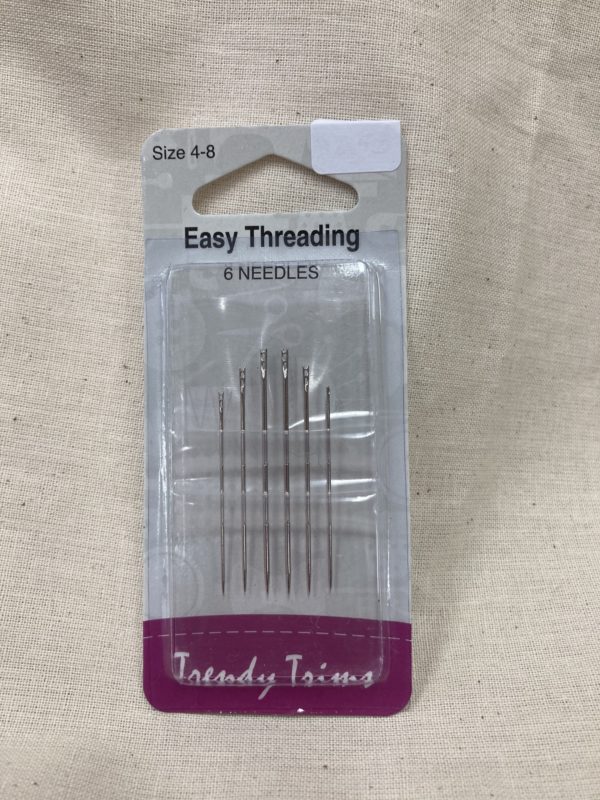 Size 4-8
Easy Threading
6 NEEDLES
Trendy Trims